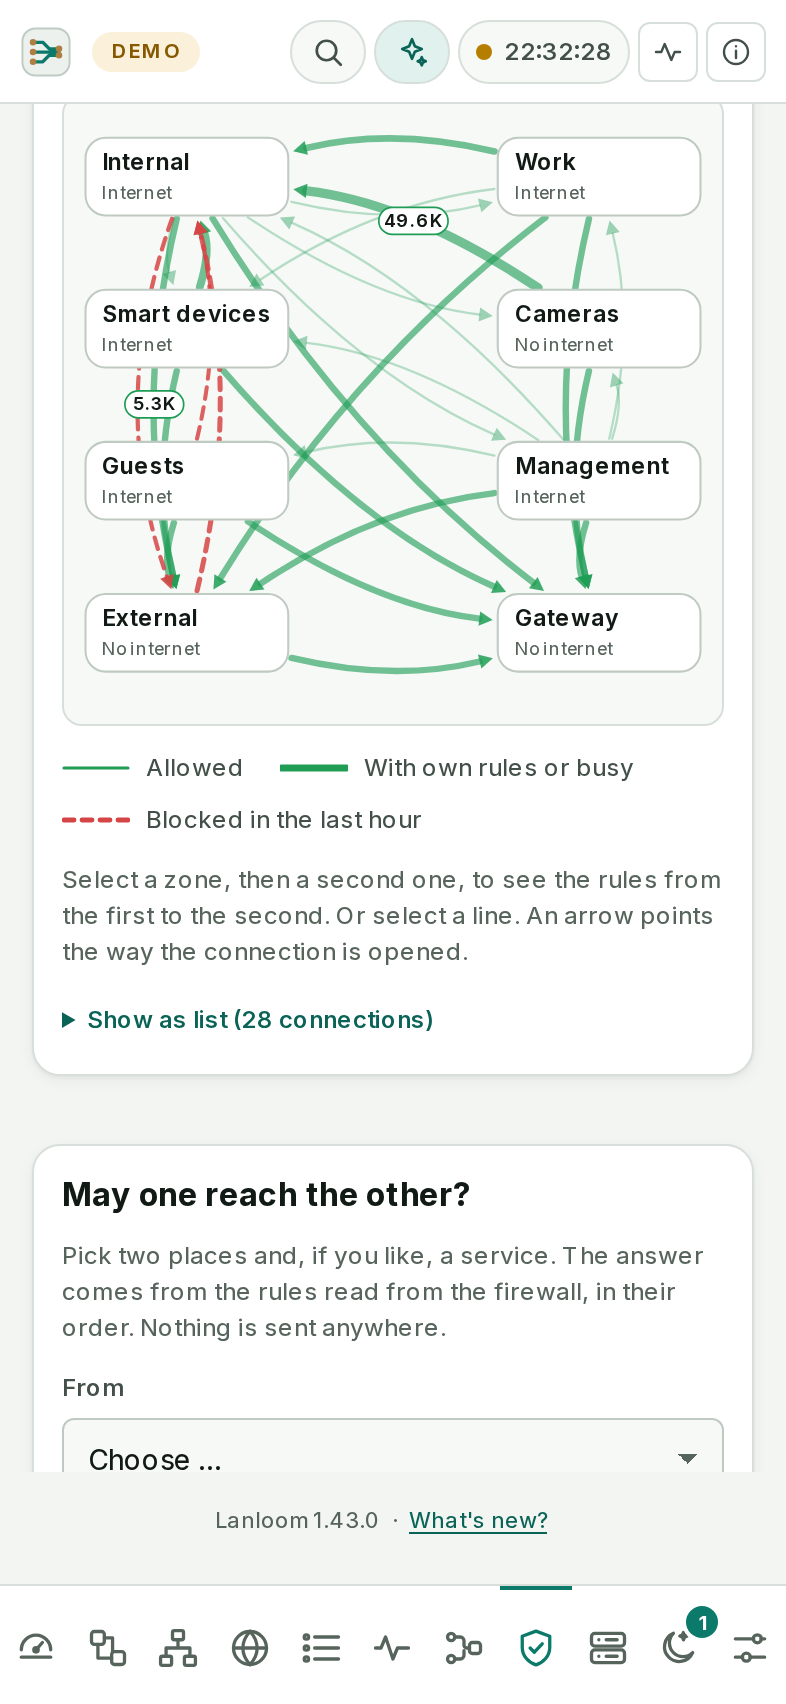 DEMO
22:32:28
Internal
Internet
Work
Internet
49.6K
Smart devices
Internet
Cameras
No internet
5.3K
Guests
Internet
Management
Internet
External
No internet
Gateway
No internet
Allowed
With own rules or busy
Blocked in the last hour
Select a zone, then a second one, to see the rules from
the first to the second. Or select a line. An arrow points
the way the connection is opened.
Show as list (28 connections)
May one reach the other?
Pick two places and, if you like, a service. The answer
comes from the rules read from the firewall, in their
order. Nothing is sent anywhere.
From
Choose ...
Lanloom 1.43.0 · What's new?
1